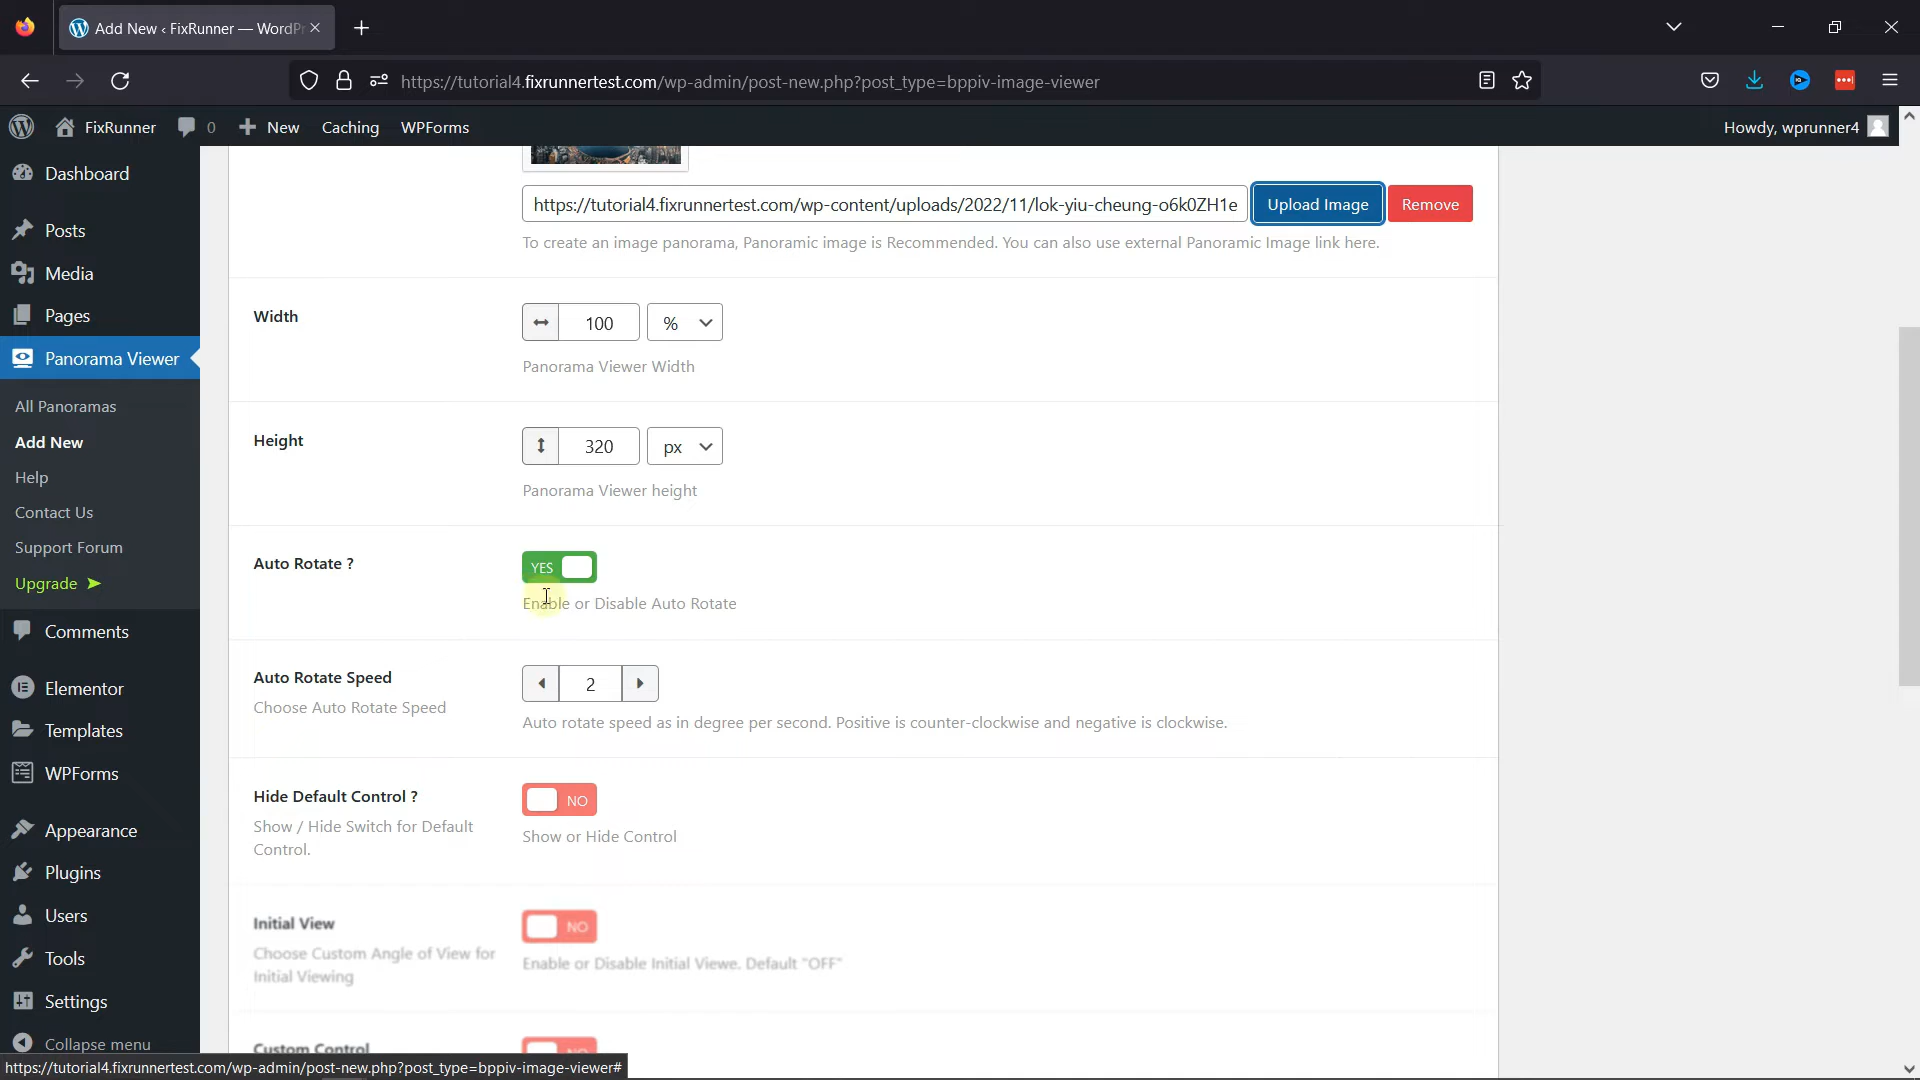 Add New ‹ FixRunner — WordPr
https://tutorial4.fixrunnertest.com/wp-admin/post-new.php?post_type=bppiv-image-viewer
FixRunner 0 New Caching WPForms Howdy, wprunner4
Dashboard
Posts
Media
Pages
Panorama Viewer
All Panoramas
Add New
Help
Contact Us
Support Forum
Upgrade ➤
Comments
Elementor
Templates
WPForms
Appearance
Plugins
Users
Tools
Settings
Collapse menu
https://tutorial4.fixrunnertest.com/wp-content/uploads/2022/11/lok-yiu-cheung-o6k0ZH1e Upload Image Remove
To create an image panorama, Panoramic image is Recommended. You can also use external Panoramic Image link here.
Width 100 %
Panorama Viewer Width
Height 320 px
Panorama Viewer height
Auto Rotate ? YES
Enable or Disable Auto Rotate
Auto Rotate Speed 2
Choose Auto Rotate Speed
Auto rotate speed as in degree per second. Positive is counter-clockwise and negative is clockwise.
Hide Default Control ? NO
Show / Hide Switch for Default
Control.
Show or Hide Control
Initial View NO
Choose Custom Angle of View for
Initial Viewing
Enable or Disable Initial Viewe. Default "OFF"
Custom Control NO
https://tutorial4.fixrunnertest.com/wp-admin/post-new.php?post_type=bppiv-image-viewer#